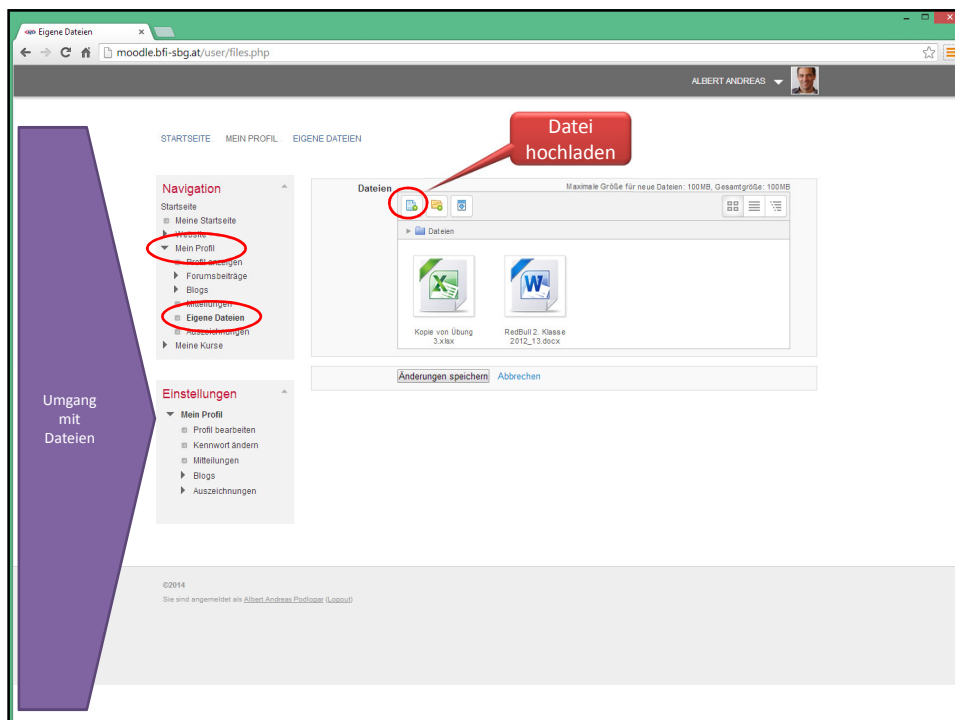 Eigene Dateien
moodle.bfi-sbg.at/user/files.php
ALBERT ANDREAS
Datei
hochladen
STARTSEITE MEIN PROFIL EIGENE DATEIEN
Umgang
mit
Dateien
Navigation
Startseite
Meine Startseite
Website
Mein Profil
Profil anzeigen
Forumsbeiträge
Blogs
Mitteilungen
Eigene Dateien
Auszeichnungen
Meine Kurse
Dateien
Maximale Größe für neue Dateien: 100MB, Gesamtgröße: 100MB
Dateien
Kopie von Übung
3.xlsx
RedBull 2. Klasse
2012_13.docx
Änderungen speichern Abbrechen
Einstellungen
Mein Profil
Profil bearbeiten
Kennwort ändern
Mitteilungen
Blogs
Auszeichnungen
©2014
Sie sind angemeldet als Albert Andreas Podlogar (Logout)